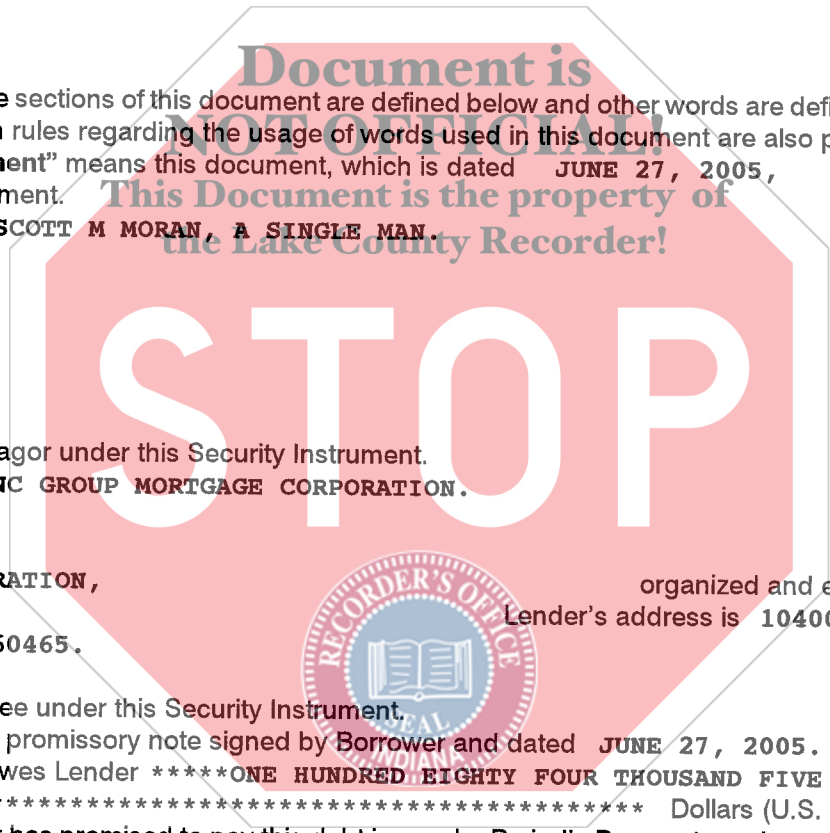 Document is
e sections of this document are defined below and other words are defi
rules regarding the usage of words used in this document are also p
NOT OFFICIAL!
ent" means this document, which is dated JUNE 27, 2005,
ment.
This Document is the property of
SCOTT M MORAN, A SINGLE MAN.
the Lake County Recorder!
STOP
agor under this Security Instrument.
NC GROUP MORTGAGE CORPORATION.
RATION,
organized and e
Lender's address is 10400
60465.
RECORDER'S OFFICE
SEAL
INDIANA
ee under this Security Instrument.
promissory note signed by Borrower and dated JUNE 27, 2005.
wes Lender *****ONE HUNDRED EIGHTY FOUR THOUSAND FIVE
***************************************** Dollars (U.S.